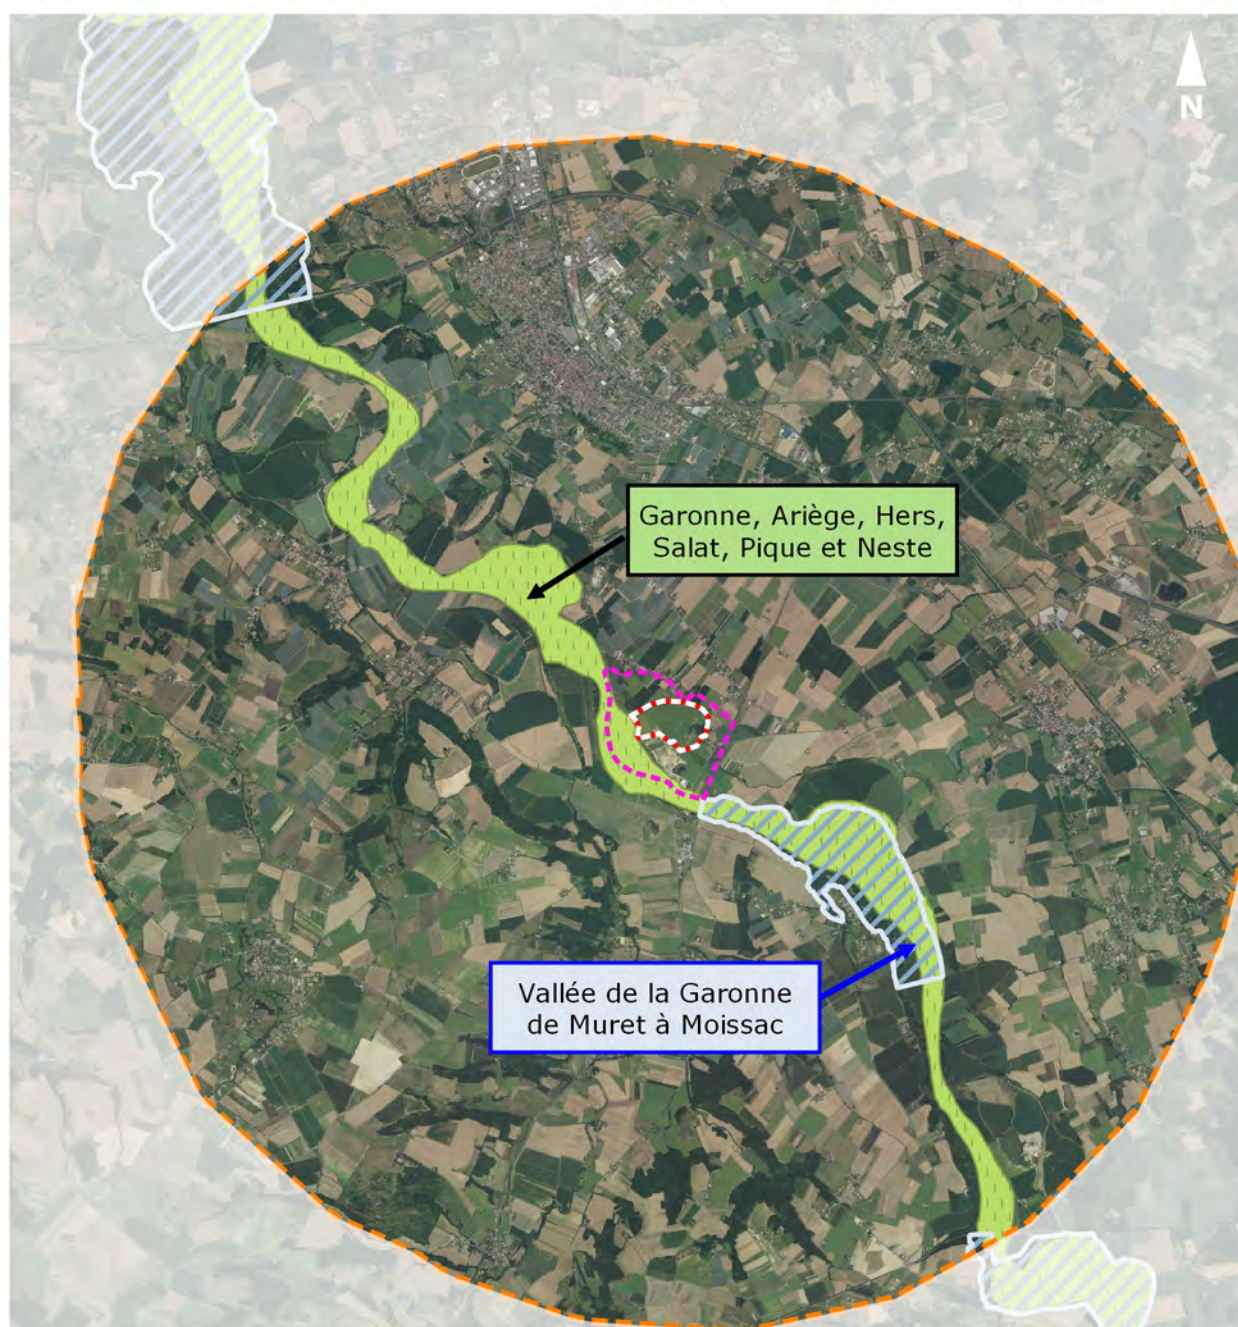 N
Garonne, Ariège, Hers,
Salat, Pique et Neste
Vallée de la Garonne
de Muret à Moissac